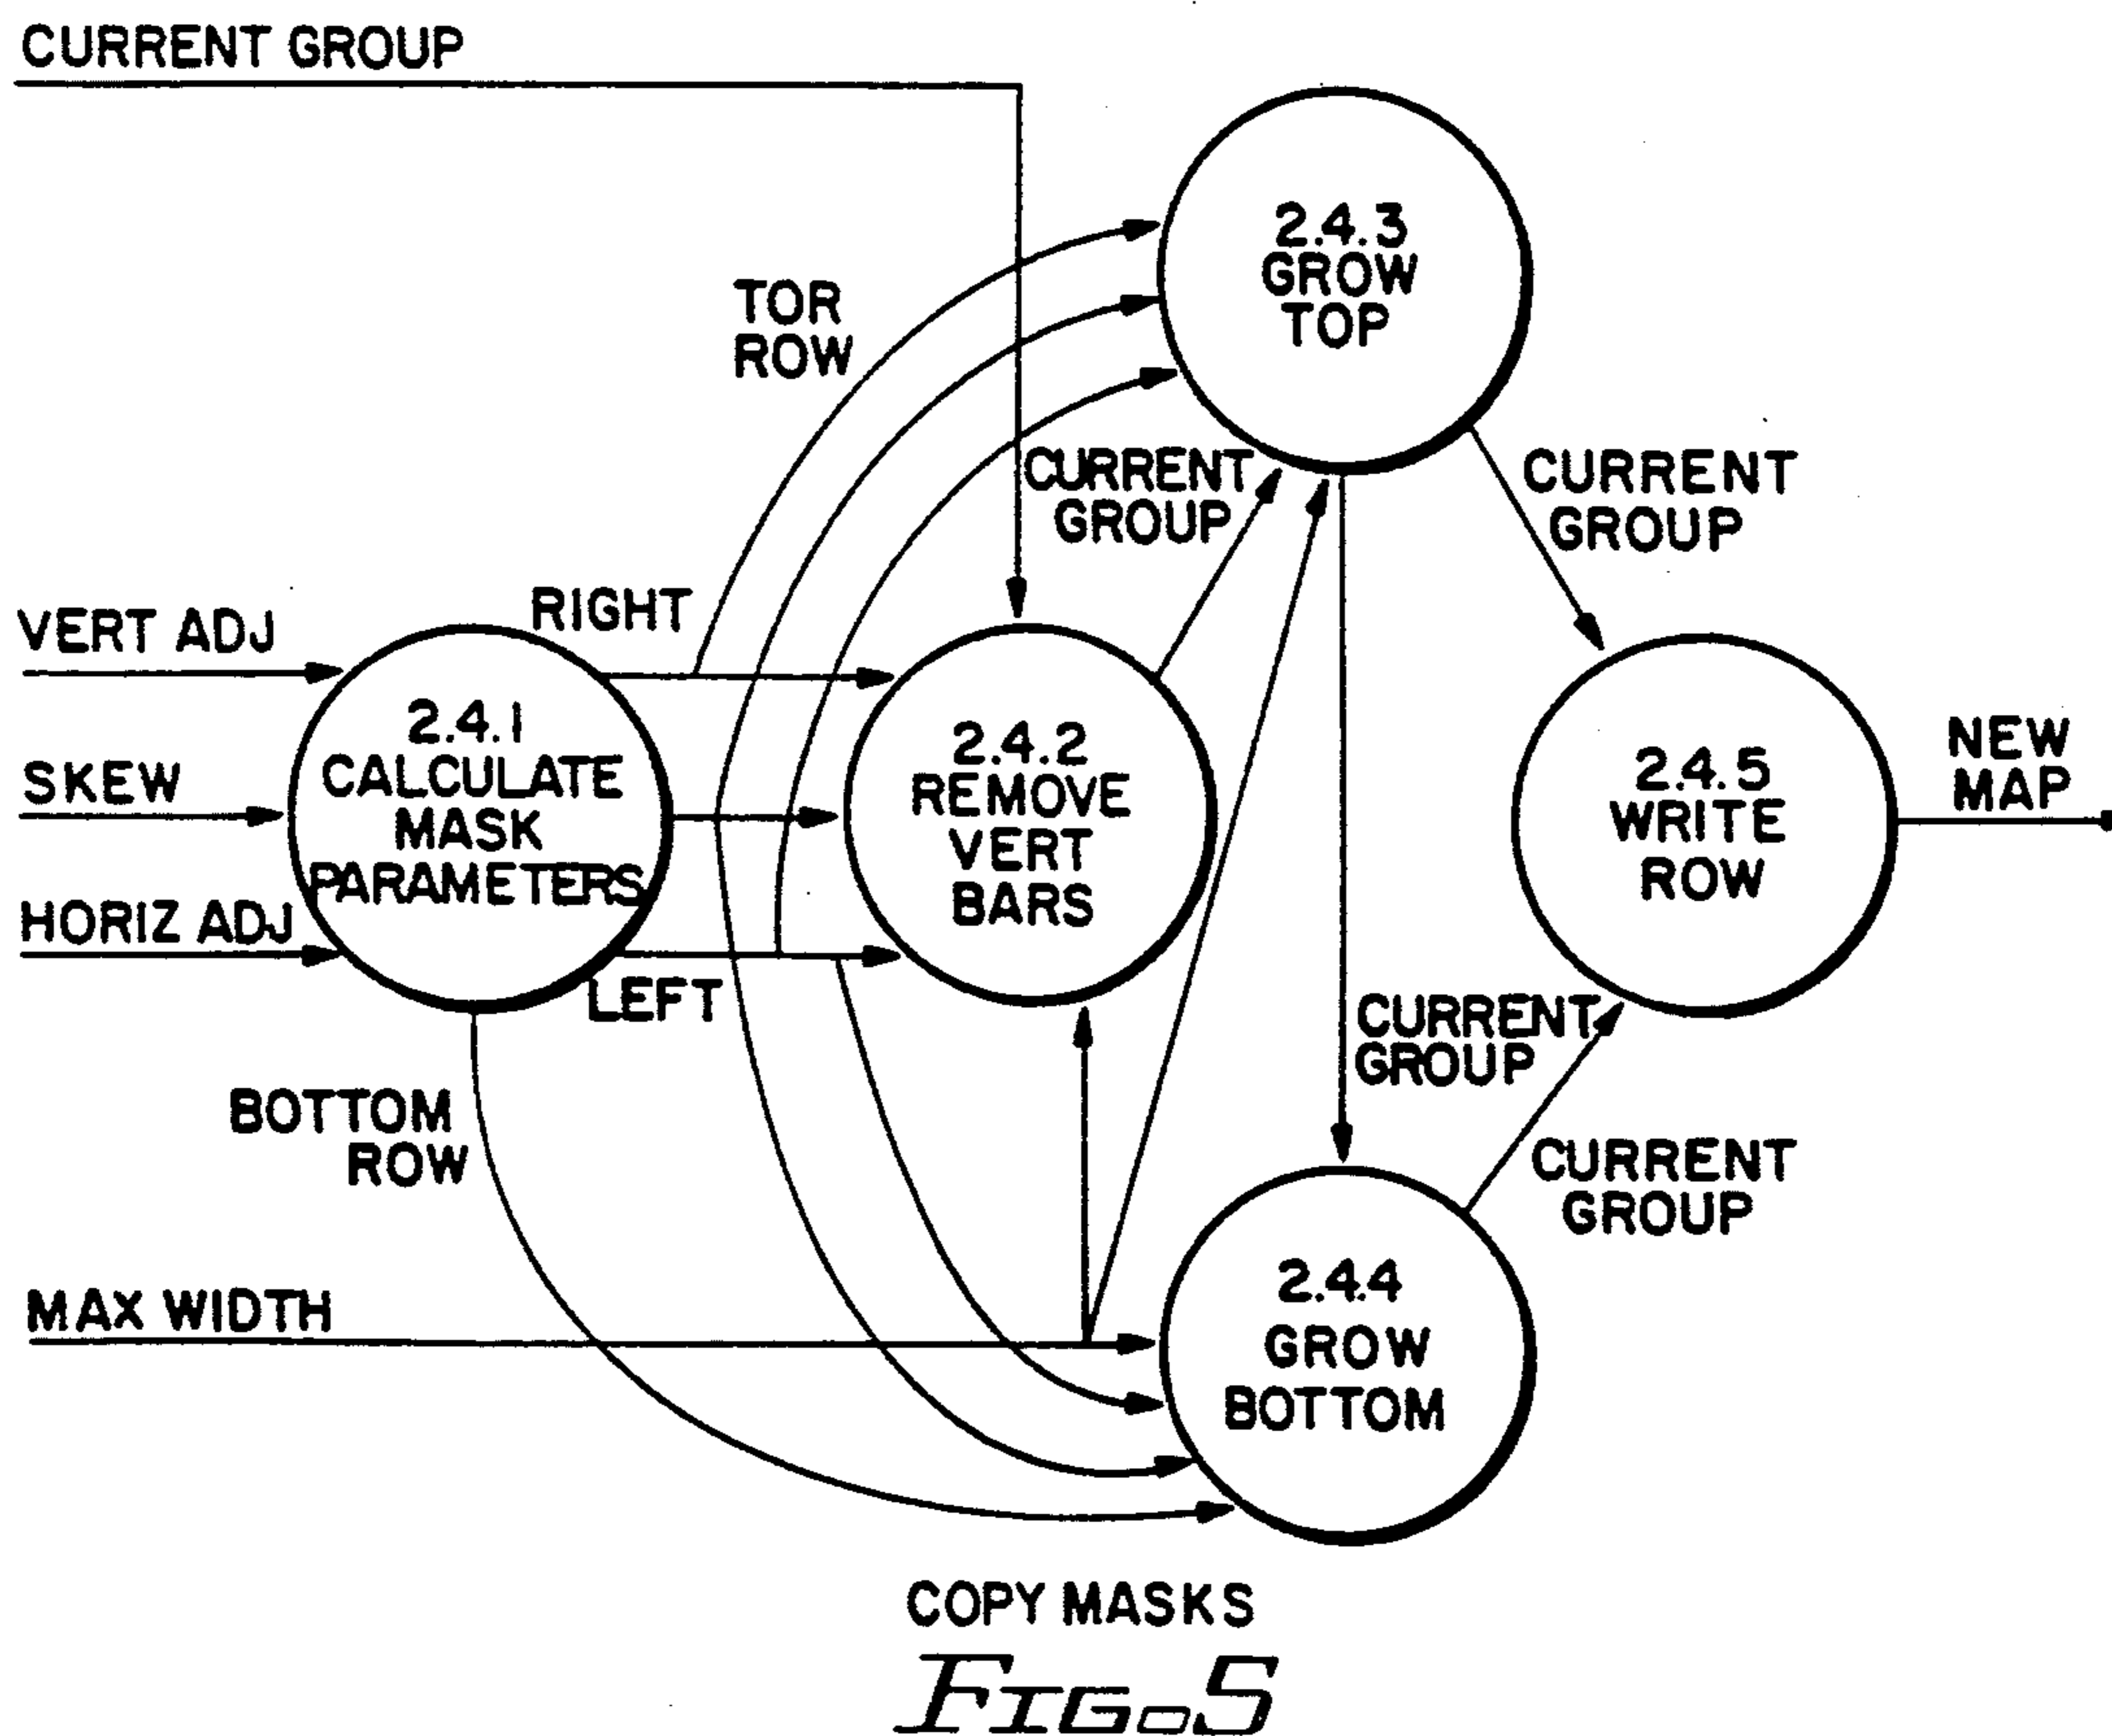 CURRENT GROUP
2.4.3
GROW
TOP
TOR
ROW
CURRENT
GROUP
CURRENT
GROUP
RIGHT
VERT ADJ
2.4.1
CALCULATE
MASK
PARAMETERS
SKEW
HORIZ ADJ
2.4.2
REMOVE
VERT
BARS
2.4.5
WRITE
ROW
NEW
MAP
LEFT
CURRENT
GROUP
BOTTOM
ROW
CURRENT
GROUP
MAX WIDTH
2.4.4
GROW
BOTTOM
COPY MASKS
FIG. 5